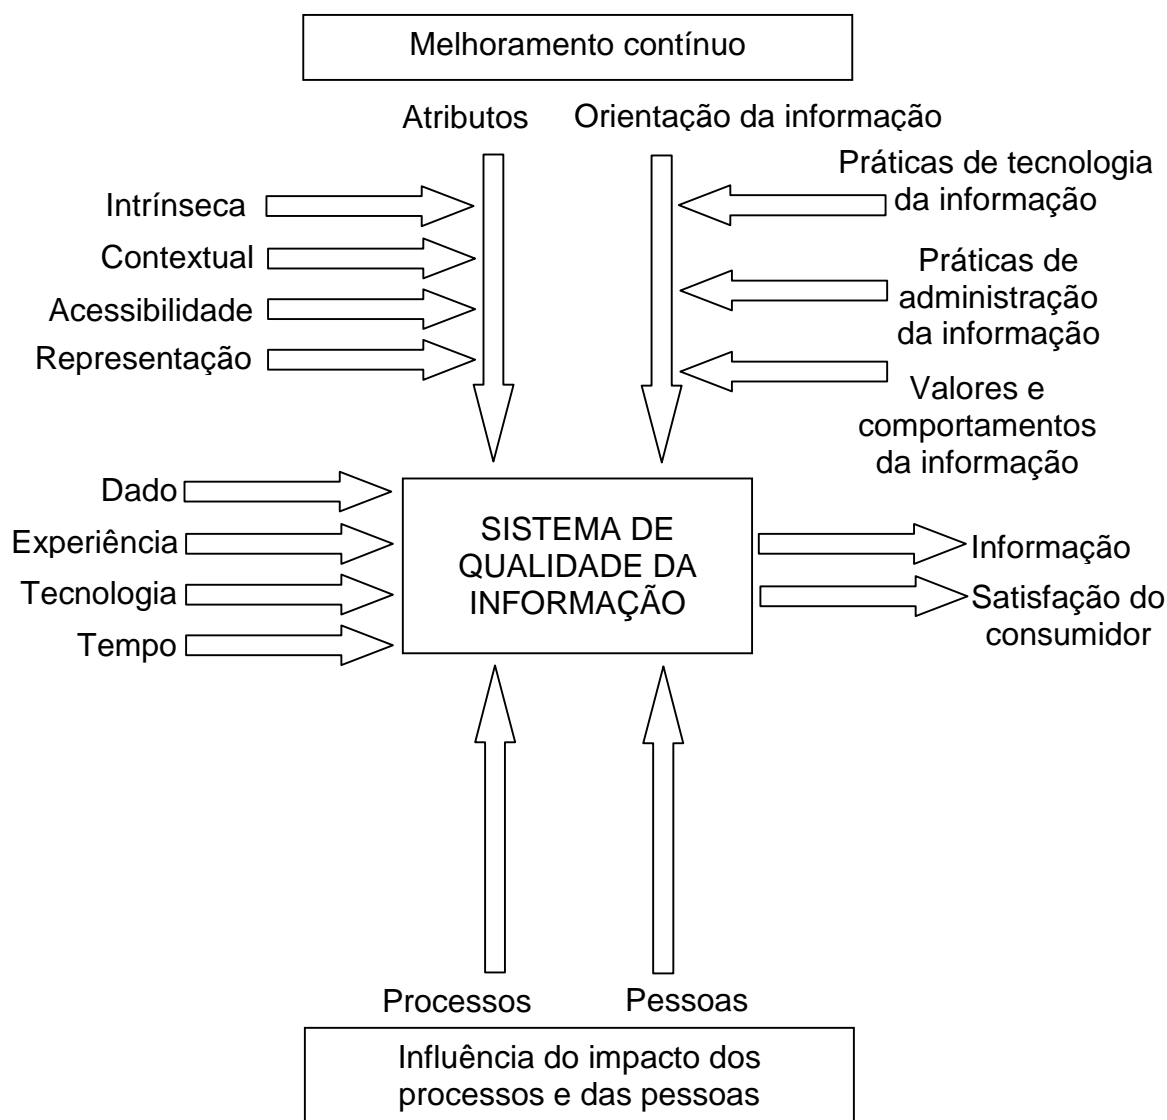 Melhoramento contínuo
Atributos
Orientação da informação
Intrínseca
Contextual
Acessibilidade
Representação
Práticas de tecnologia
da informação
Práticas de
administração
da informação
Valores e
comportamentos
da informação
Dado
Experiência
Tecnologia
Tempo
SISTEMA DE
QUALIDADE DA
INFORMAÇÃO
Informação
Satisfação do
consumidor
Processos
Pessoas
Influência do impacto dos
processos e das pessoas